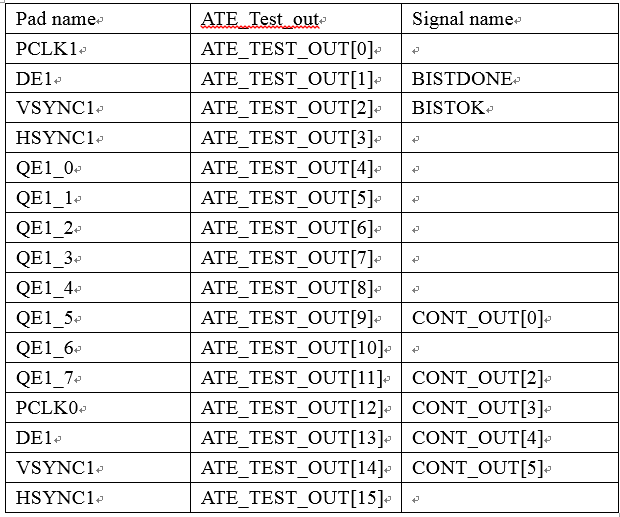 Pad name ATE_Test_out Signal name
PCLK1 ATE_TEST_OUT[0]
DE1 ATE_TEST_OUT[1] BISTDONE
VSYNC1 ATE_TEST_OUT[2] BISTOK
HSYNC1 ATE_TEST_OUT[3]
QE1_0 ATE_TEST_OUT[4]
QE1_1 ATE_TEST_OUT[5]
QE1_2 ATE_TEST_OUT[6]
QE1_3 ATE_TEST_OUT[7]
QE1_4 ATE_TEST_OUT[8]
QE1_5 ATE_TEST_OUT[9] CONT_OUT[0]
QE1_6 ATE_TEST_OUT[10]
QE1_7 ATE_TEST_OUT[11] CONT_OUT[2]
PCLK0 ATE_TEST_OUT[12] CONT_OUT[3]
DE1 ATE_TEST_OUT[13] CONT_OUT[4]
VSYNC1 ATE_TEST_OUT[14] CONT_OUT[5]
HSYNC1 ATE_TEST_OUT[15]